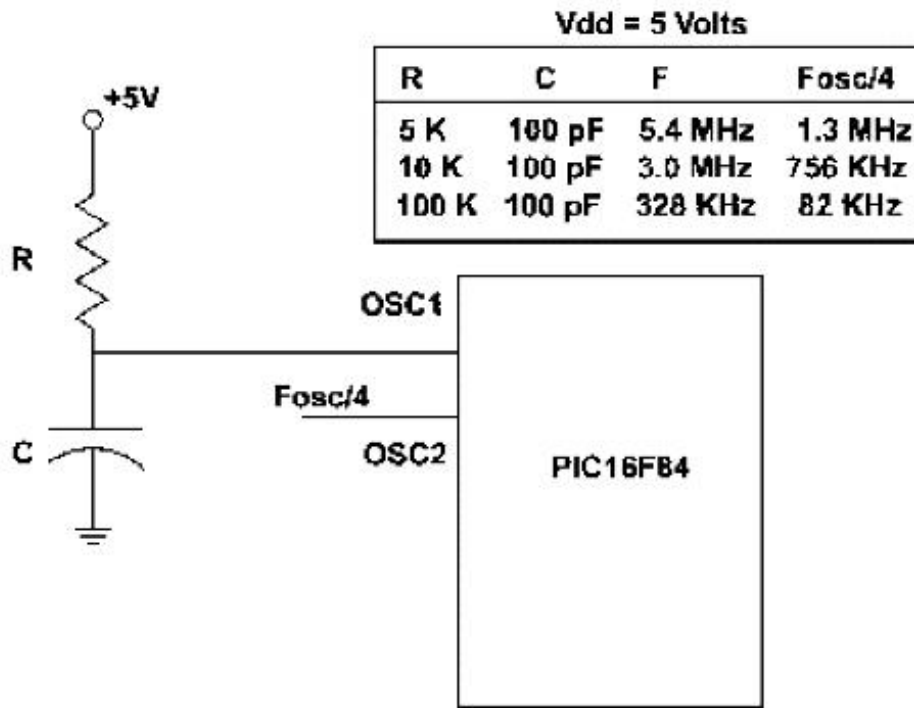 Vdd = 5 Volts
R C F Fosc/4
5 K 100 pF 5.4 MHz 1.3 MHz
10 K 100 pF 3.0 MHz 756 KHz
100 K 100 pF 328 KHz 82 KHz
+5V
R
OSC1
Fosc/4
C
OSC2
PIC16F84